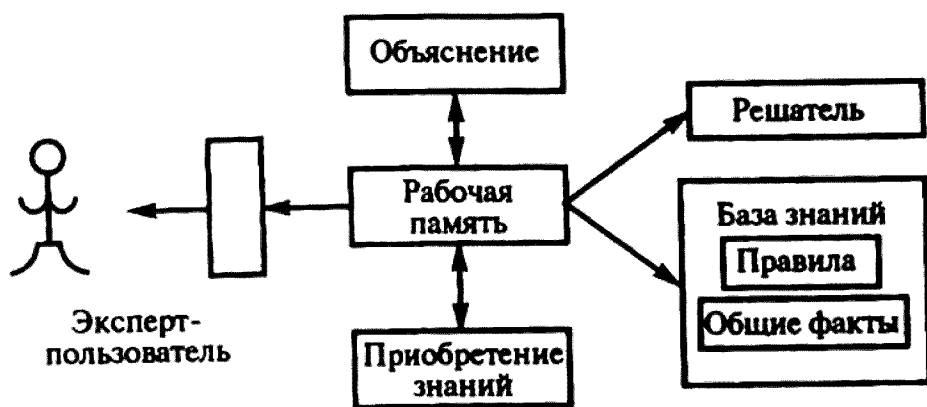 Объяснение
Решатель
Рабочая
память
База знаний
Правила
Общие факты
Эксперт-
пользователь
Приобретение
знаний